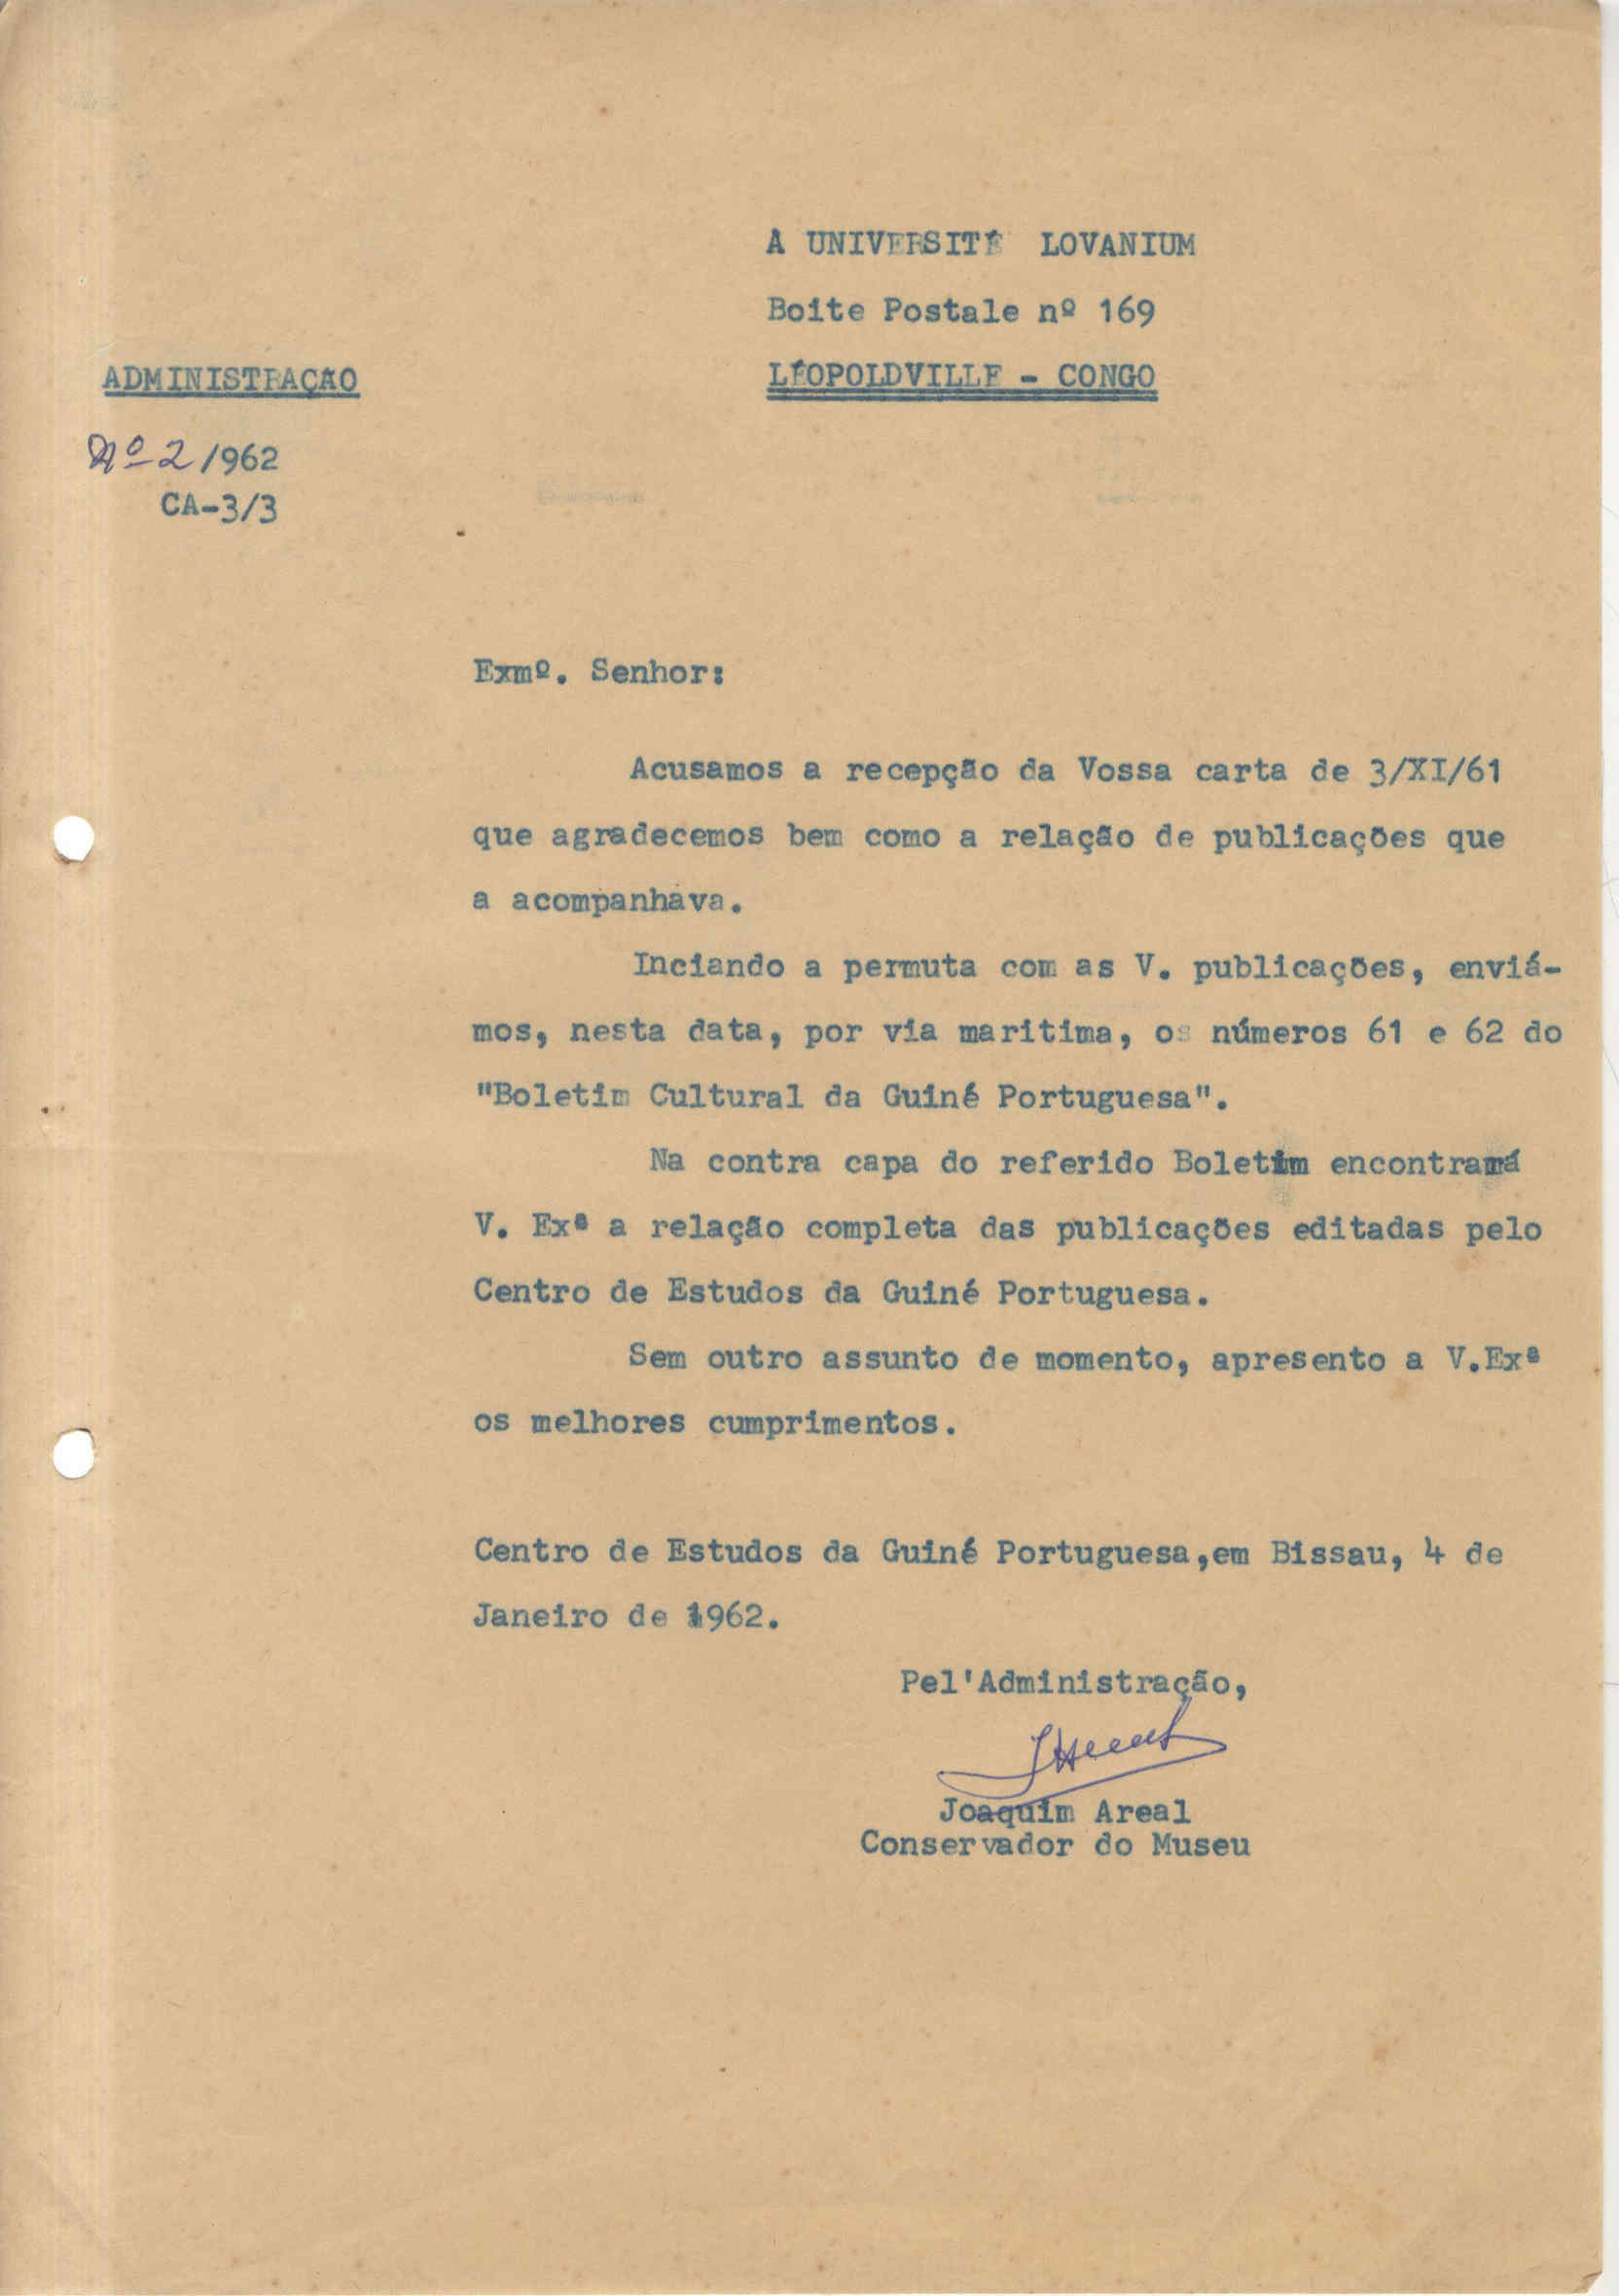 A UNIVERSITÉ LOVANIUM
Boite Postale nº 169
LÉOPOLDVILLE - CONGO
ADMINISTRAÇÃO
Nº 2/962
CA-3/3
Exmº. Senhor:
Acusamos a recepção da Vossa carta de 3/XI/61
que agradecemos bem como a relação de publicações que
a acompanhava.
Inciando a permuta com as V. publicações, enviá-
mos, nesta data, por via maritima, os números 61 e 62 do
"Boletim Cultural da Guiné Portuguesa".
Na contra capa do referido Boletim encontrará
V. Exª a relação completa das publicações editadas pelo
Centro de Estudos da Guiné Portuguesa.
Sem outro assunto de momento, apresento a V.Exª
os melhores cumprimentos.
Centro de Estudos da Guiné Portuguesa,em Bissau, 4 de
Janeiro de 1962.
Pel'Administração,
Joaquim Areal
Conservador do Museu